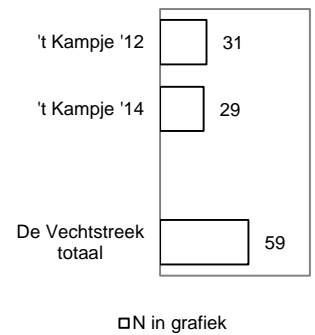 't Kampje '12 31
't Kampje '14 29
De Vechtstreek
totaal 59
N in grafiek